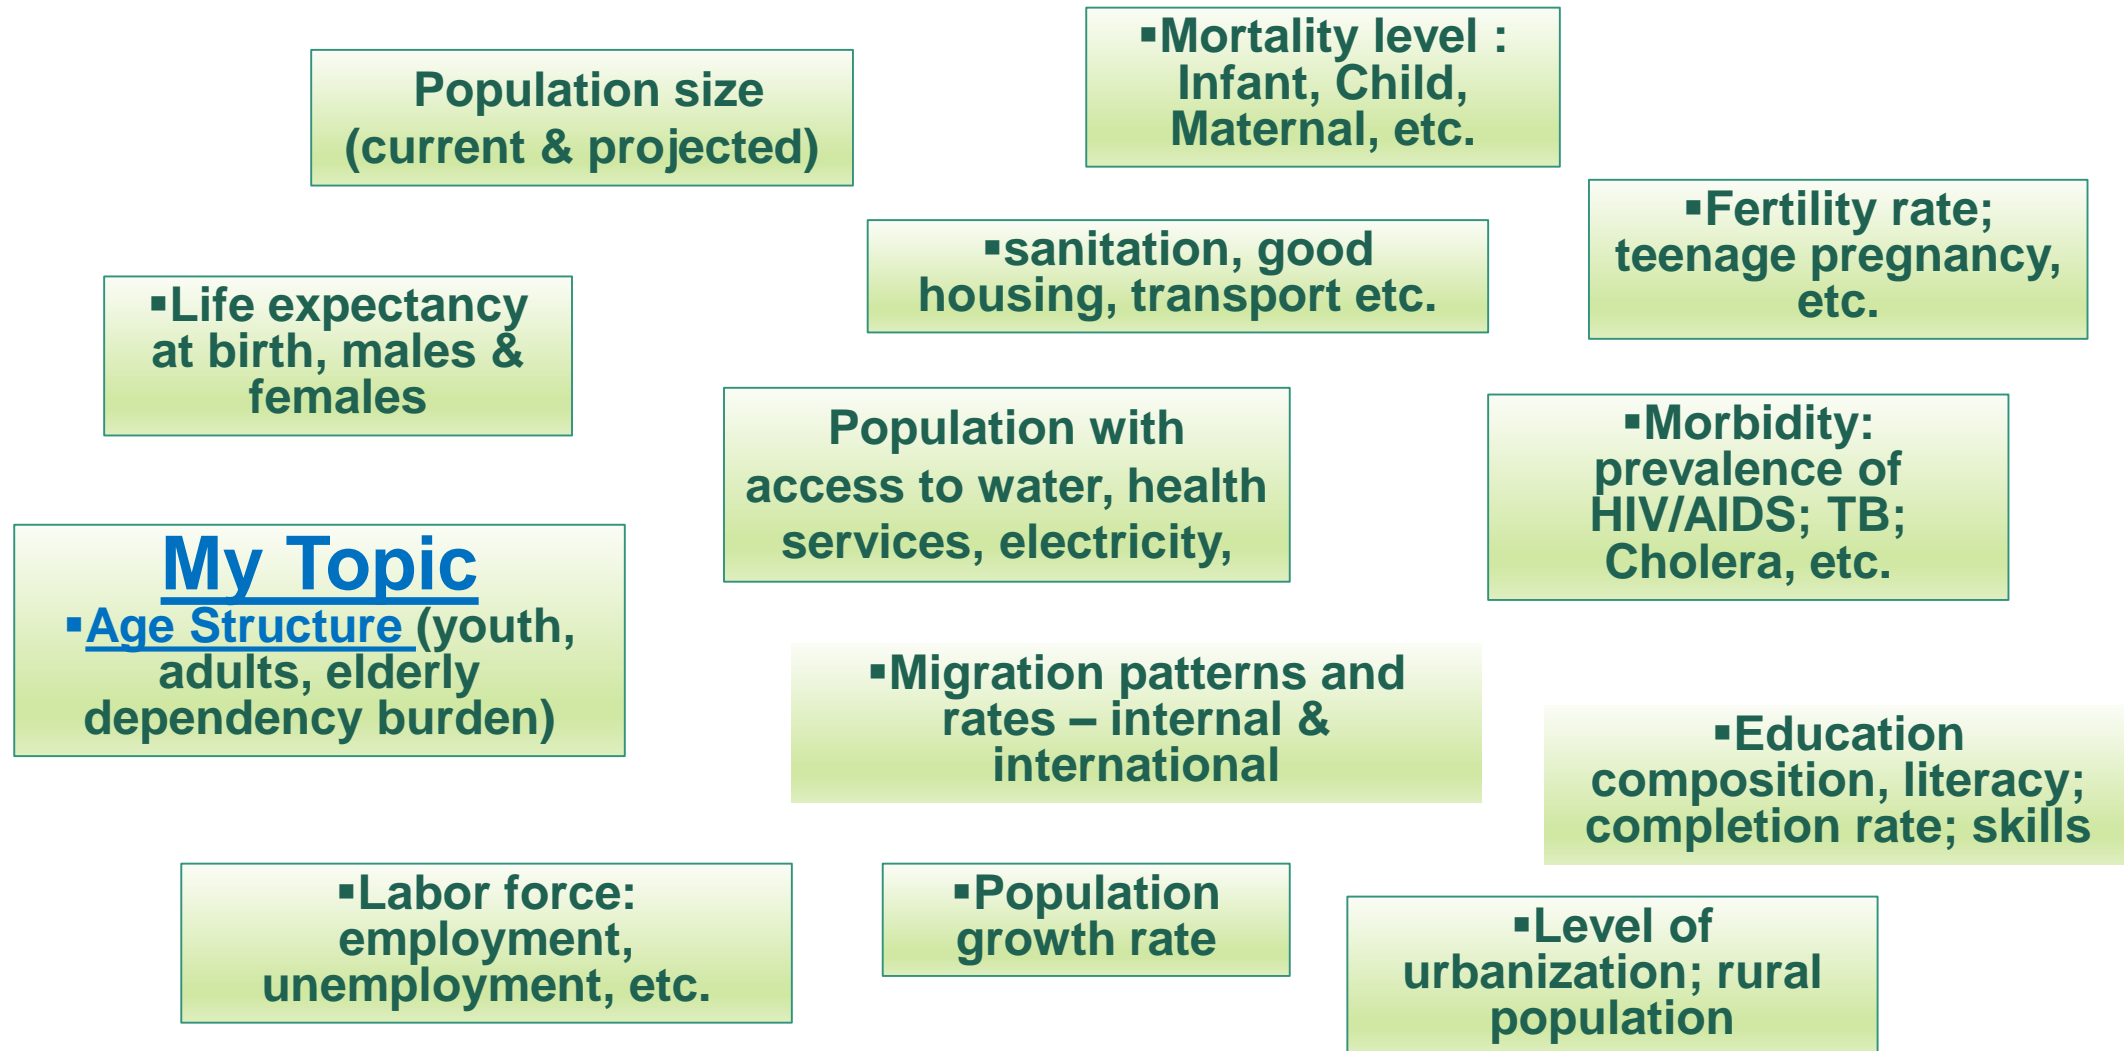 Population size
(current & projected)
▪Mortality level :
Infant, Child,
Maternal, etc.
▪Fertility rate;
teenage pregnancy,
etc.
▪sanitation, good
housing, transport etc.
▪Life expectancy
at birth, males &
females
Population with
access to water, health
services, electricity,
▪Morbidity:
prevalence of
HIV/AIDS; TB;
Cholera, etc.
My Topic
▪Age Structure (youth,
adults, elderly
dependency burden)
▪Migration patterns and
rates – internal &
international
▪Education
composition, literacy;
completion rate; skills
▪Labor force:
employment,
unemployment, etc.
▪Population
growth rate
▪Level of
urbanization; rural
population